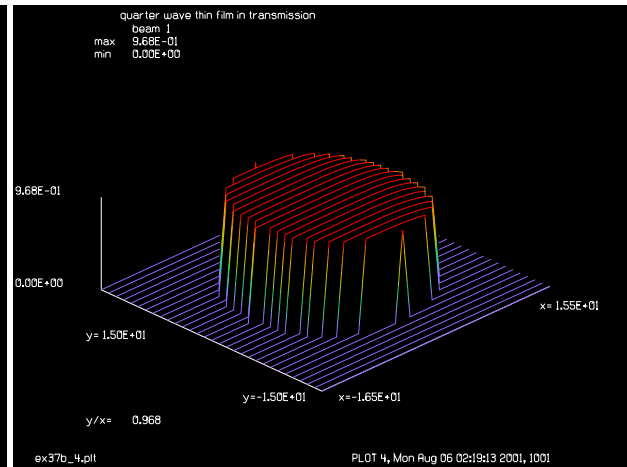 quarter wave thin film in transmission
beam 1
max 9.68E-01
min 0.00E+00
9.68E-01
0.00E+00
x= 1.55E+01
y= 1.50E+01
y=-1.50E+01 x=-1.65E+01
y/x= 0.968
ex37b_4.plt PLOT 4, Mon Aug 06 02:19:13 2001, 1001